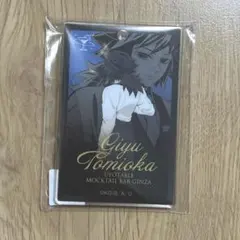 Giyu
Tomioka
UFOTABLE
MOCKTAIL BAR GINZA